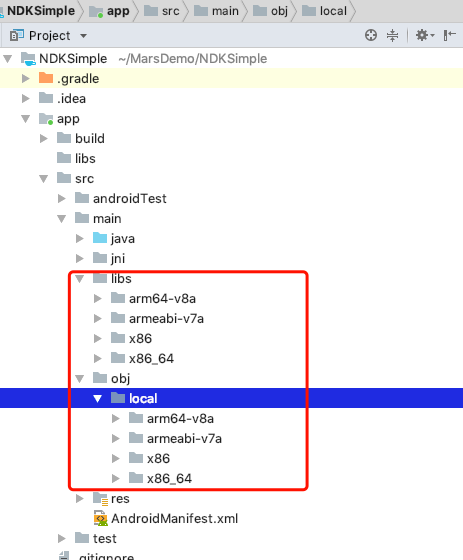 NDKSimple app src main obj local
Project
NDKSimple ~/MarsDemo/NDKSimple
.gradle
.idea
app
build
libs
src
androidTest
main
java
jni
libs
arm64-v8a
armeabi-v7a
x86
x86_64
obj
local
arm64-v8a
armeabi-v7a
x86
x86_64
res
AndroidManifest.xml
test
.gitignore